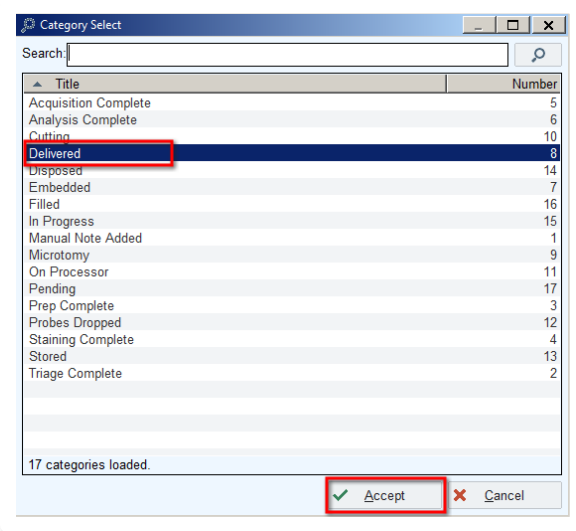 Category Select
Search:
Title Number
Acquisition Complete 5
Analysis Complete 6
Cutting 10
Delivered 8
Disposed 14
Embedded 7
Filled 16
In Progress 15
Manual Note Added 1
Microtomy 9
On Processor 11
Pending 17
Prep Complete 3
Probes Dropped 12
Staining Complete 4
Stored 13
Triage Complete 2
17 categories loaded.
Accept Cancel